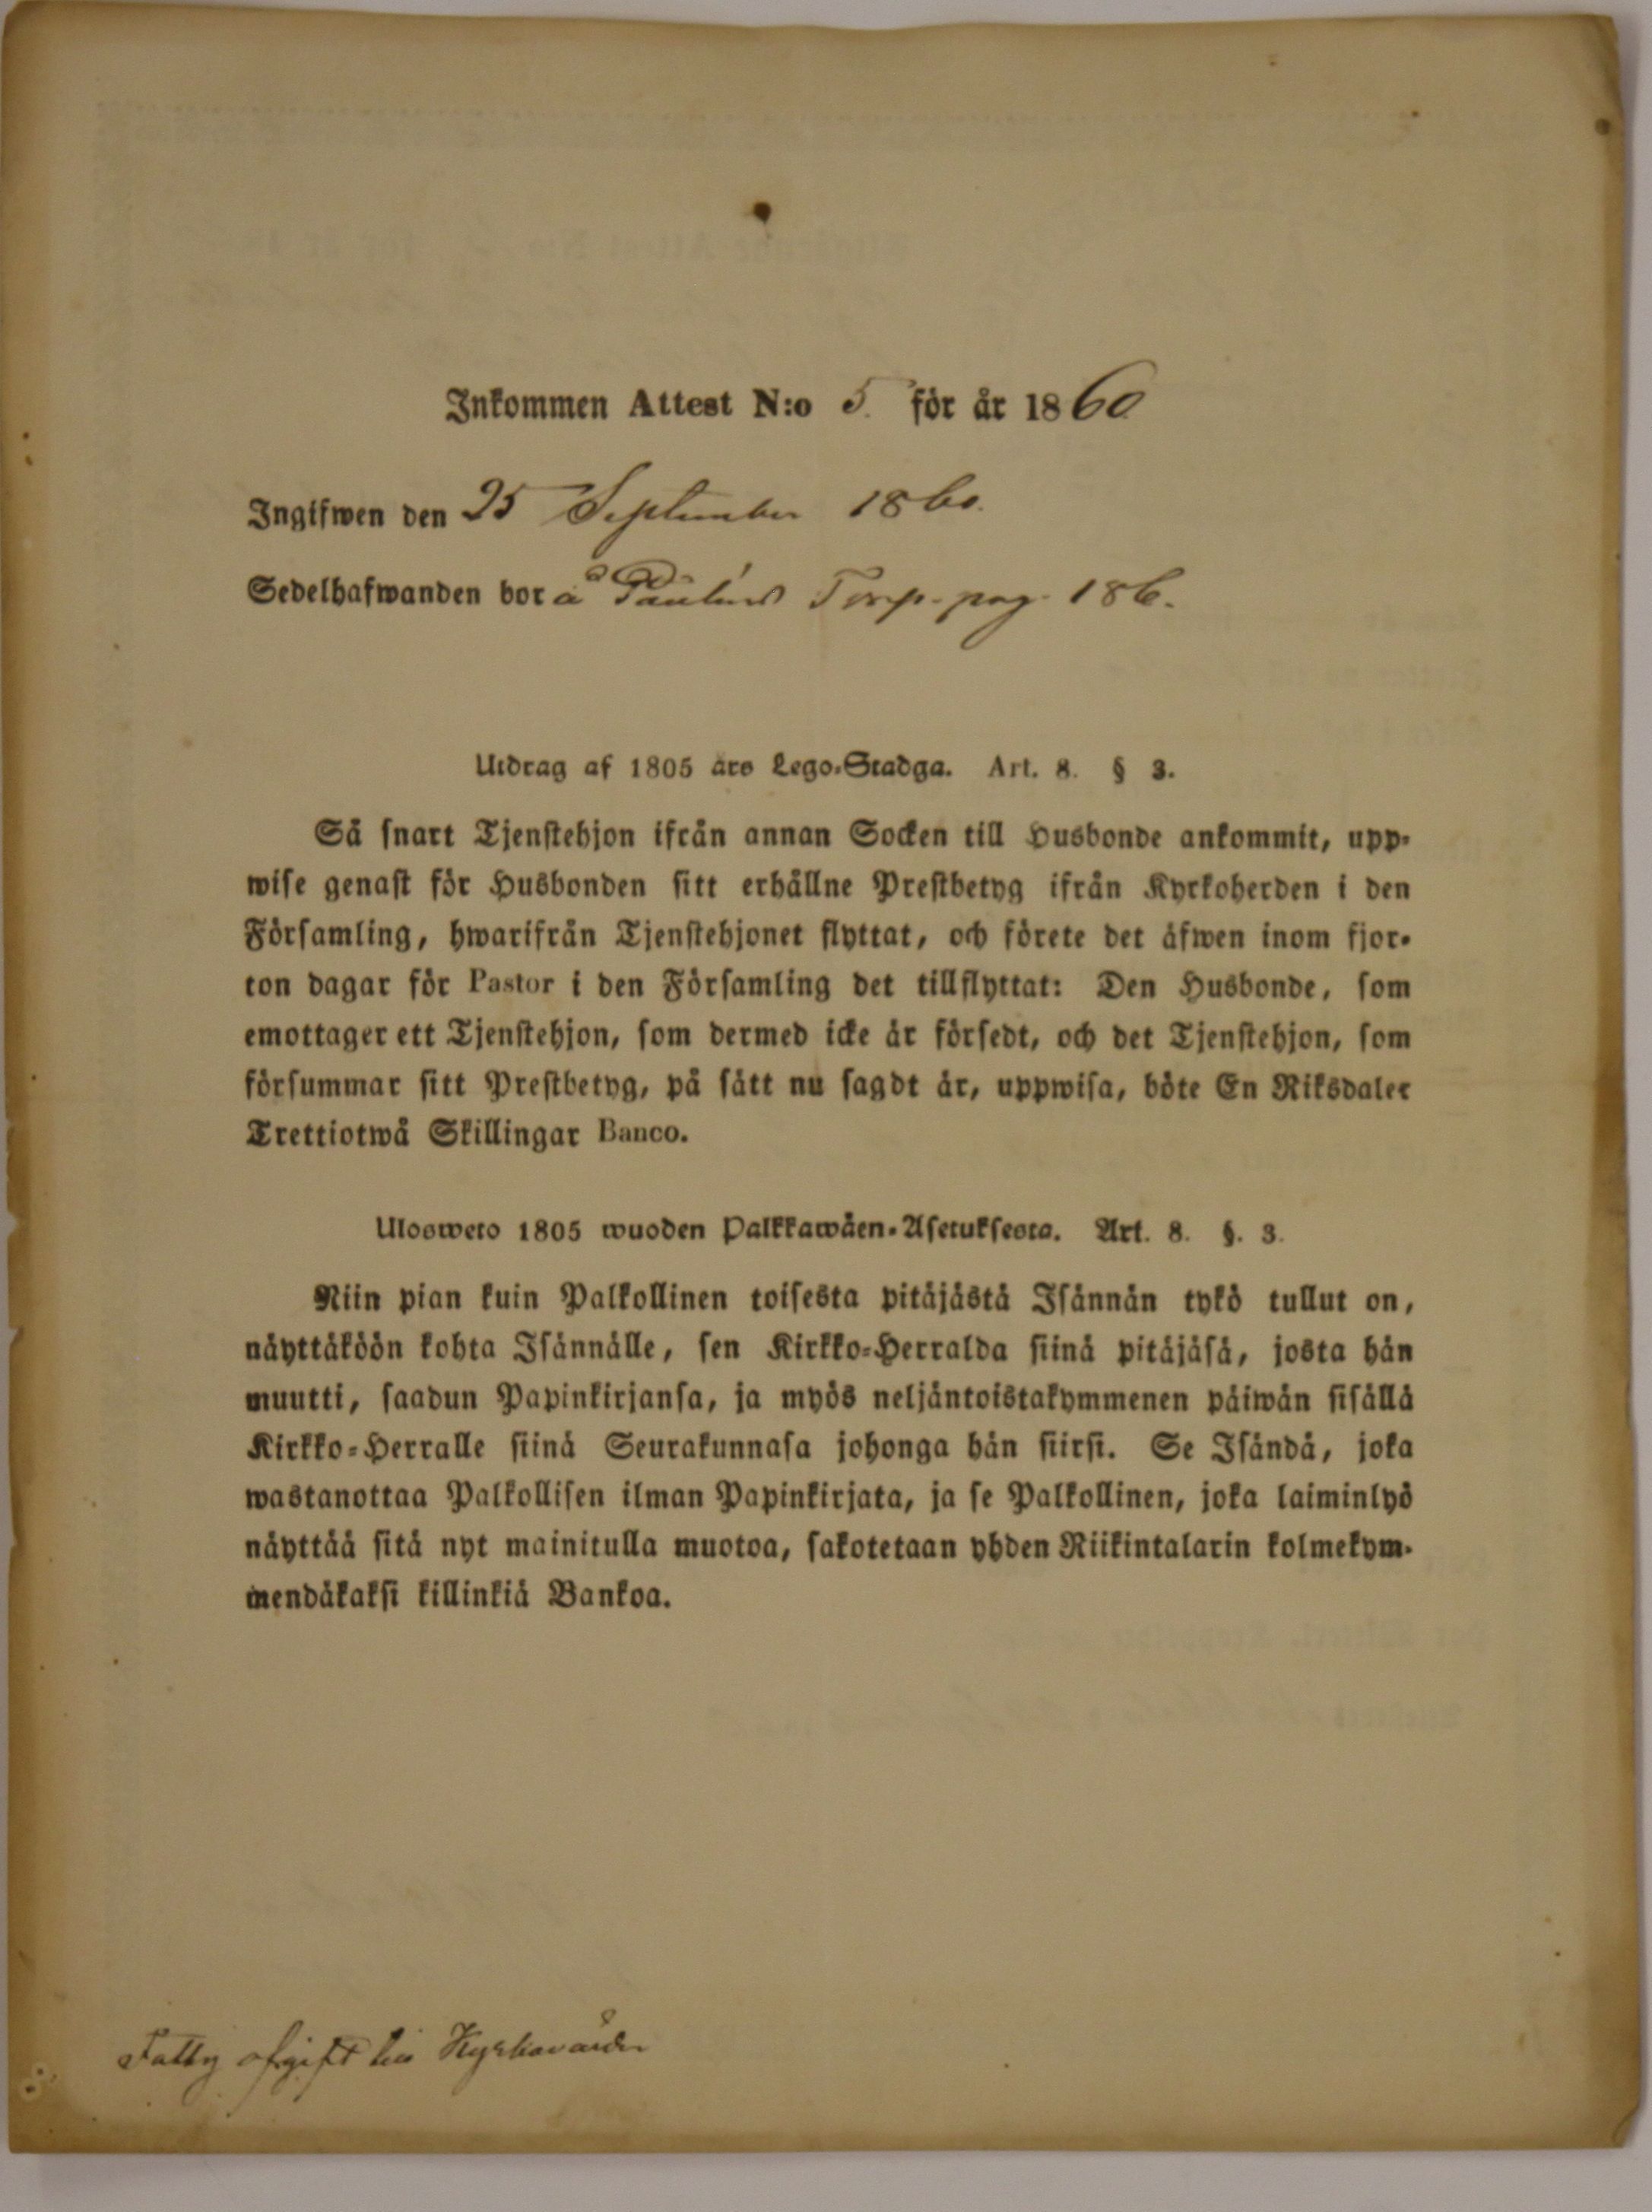 Inkommen Attest N:o 5. för år 1860
Ingifwen den 25 September 1860.
Sedelhafwanden bor å Torp. pag. 186.
Utdrag af 1805 års Lego-Stadga. Art. 8. § 3.
Så snart Tjenstehjon ifrån annan Socken till Husbonde ankommit, upp-
wise genast för Husbonden sitt erhållne Prestbetyg ifrån Kyrkoherden i den
Församling, hwarifrån Tjenstehjonet flyttat, och förete det äfwen inom fjor-
ton dagar för Pastor i den Församling det tillflyttat: Den Husbonde, som
emottager ett Tjenstehjon, som dermed icke är försedt, och det Tjenstehjon, som
försummar sitt Prestbetyg, på sätt nu sagdt är, uppwisa, böte En Riksdaler
Trettiotwå Skillingar Banco.
Ulosweto 1805 wuoden Palkkawäen-Asetuksesta. Art. 8. §. 3.
Niin pian kuin Palkollinen toisesta pitäjästä Isännän tykö tullut on,
näyttäköön kohta Isännälle, sen Kirkko-Herralda siinä pitäjäsä, josta hän
muutti, saadun Papinkirjansa, ja myös neljäntoistakymmenen päiwän sisällä
Kirkko-Herralle siinä Seurakunnasa johonga hän siirsi. Se Isändä, joka
wastanottaa Palkollisen ilman Papinkirjata, ja se Palkollinen, joka laiminlyö
näyttää sitä nyt mainitulla muotoa, sakotetaan yhden Riikintalarin kolmekym-
mendäkaksi killinkiä Bankoa.
Fattig afgift hos Kyrkovärden